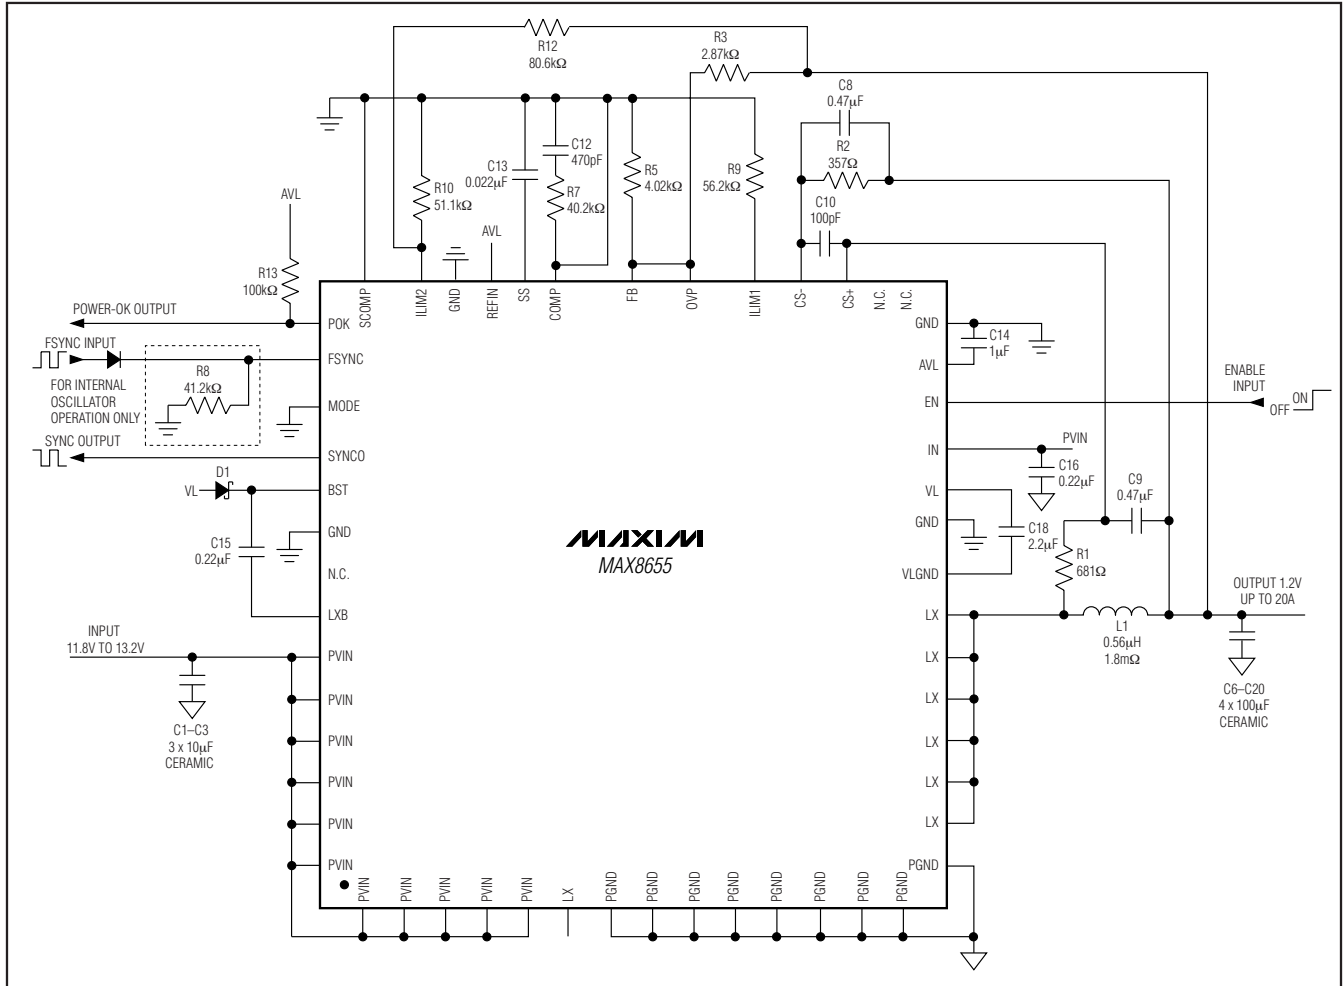 R12
80.6kΩ
R3
2.87kΩ
C8
0.47µF
R2
357Ω
C10
100pF
C13
0.022µF
C12
470pF
R7
40.2kΩ
R5
4.02kΩ
R9
56.2kΩ
R10
51.1kΩ
AVL
AVL
R13
100kΩ
POWER-OK OUTPUT
FSYNC INPUT
R8
41.2kΩ
FOR INTERNAL
OSCILLATOR
OPERATION ONLY
SYNC OUTPUT
D1
VL
C15
0.22µF
INPUT
11.8V TO 13.2V
C1–C3
3 x 10µF
CERAMIC
SCOMP
ILIM2
GND
REFIN
SS
COMP
FB
OVP
ILIM1
CS-
CS+
N.C.
N.C.
POK
FSYNC
MODE
SYNCO
BST
GND
N.C.
LXB
PVIN
PVIN
PVIN
PVIN
PVIN
PVIN
MAXIM
MAX8655
PVIN
PVIN
PVIN
PVIN
PVIN
LX
PGND
PGND
PGND
PGND
PGND
PGND
PGND
PGND
GND
AVL
EN
IN
VL
GND
VLGND
LX
LX
LX
LX
LX
LX
PGND
C14
1µF
ENABLE
INPUT
ON
OFF
PVIN
C16
0.22µF
C9
0.47µF
C18
2.2µF
R1
681Ω
L1
0.56µH
1.8mΩ
OUTPUT 1.2V
UP TO 20A
C6–C20
4 x 100µF
CERAMIC